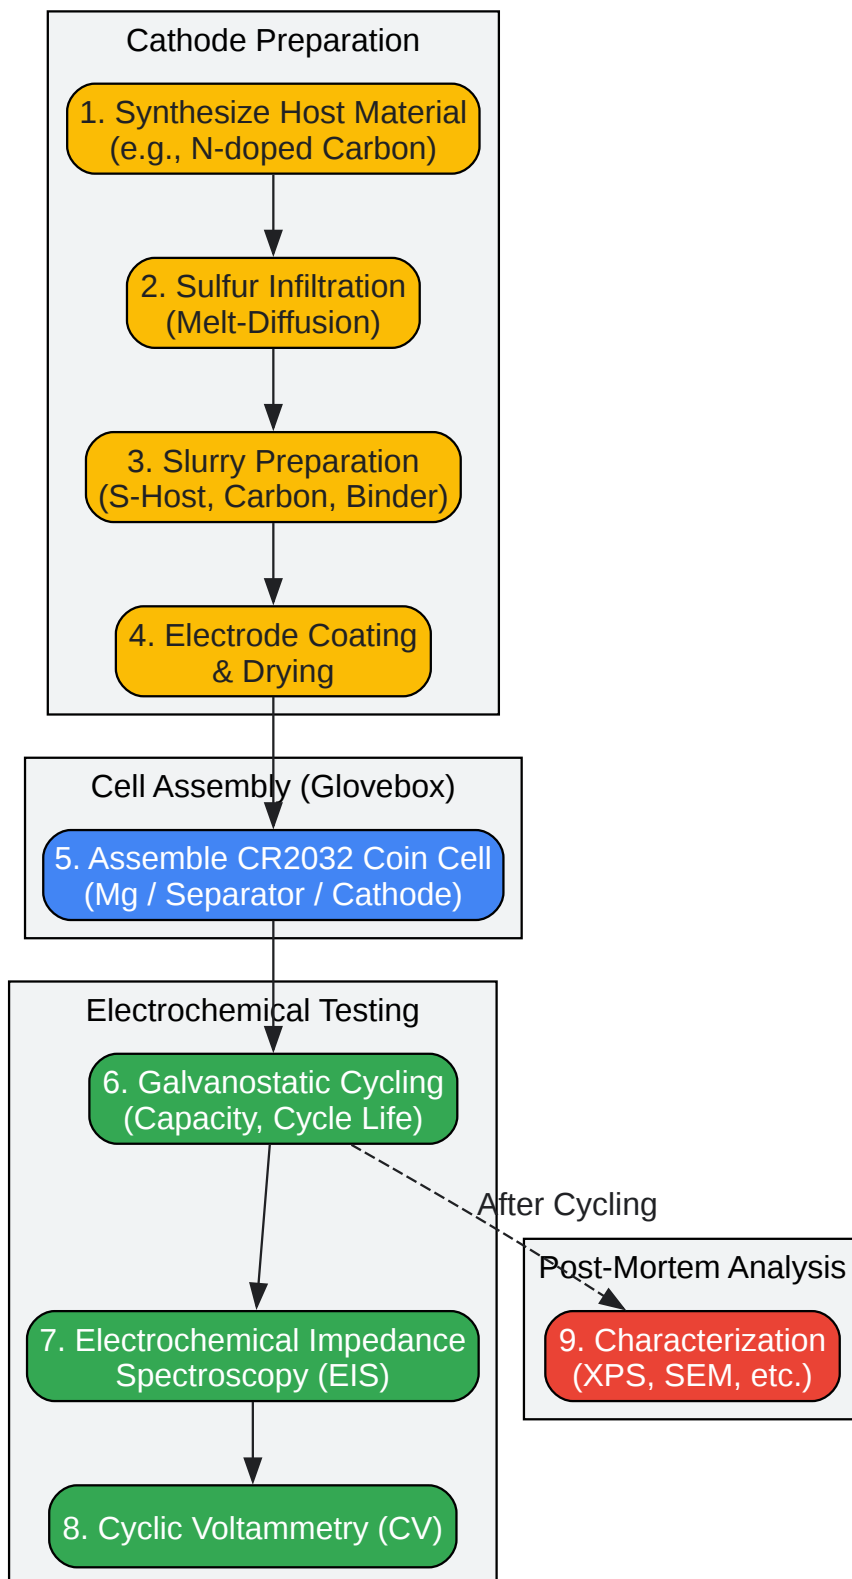 Cathode Preparation
1. Synthesize Host Material
(e.g., N-doped Carbon)
2. Sulfur Infiltration
(Melt-Diffusion)
3. Slurry Preparation
(S-Host, Carbon, Binder)
4. Electrode Coating
& Drying
Cell Assembly (Glovebox)
5. Assemble CR2032 Coin Cell
(Mg / Separator / Cathode)
Electrochemical Testing
6. Galvanostatic Cycling
(Capacity, Cycle Life)
After Cycling
Post-Mortem Analysis
7. Electrochemical Impedance
Spectroscopy (EIS)
9. Characterization
(XPS, SEM, etc.)
8. Cyclic Voltammetry (CV)